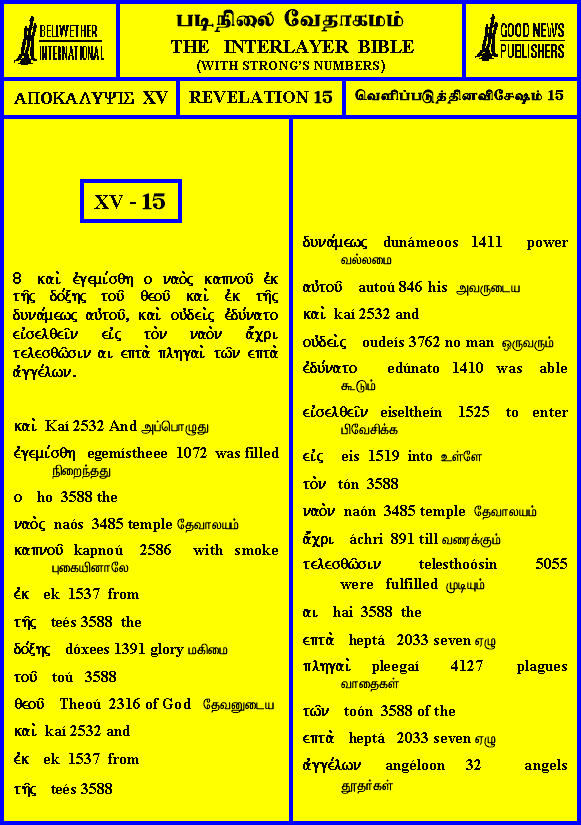 BELLWETHER
INTERNATIONAL
படிநிலை வேதாகமம்
THE INTERLAYER BIBLE
(WITH STRONG'S NUMBERS)
GOOD NEWS
PUBLISHERS
ΑΠΟΚΑΛΥΨΙΣ XV
REVELATION 15
வெளிப்படுத்தினவிசேஷம் 15
XV - 15
8 καὶ ἐγεμίσθη ο ναὸς καπνοῦ ἐκ
τῆς δόξης τοῦ θεοῦ καὶ ἐκ τῆς
δυνάμεως αὐτοῦ, καὶ οὐδεὶς ἐδύνατο
εἰσελθεῖν εἰς τὸν ναὸν ἄχρι
τελεσθῶσιν αι επτὰ πληγαὶ τῶν επτὰ
ἀγγέλων.
καὶ Kaí 2532 And அப்பொழுது
ἐγεμίσθη egemístheee 1072 was filled
நிறைந்தது
ο ho 3588 the
ναὸς naós 3485 temple தேவாலயம்
καπνοῦ kapnoú 2586 with smoke
புகையினாலே
ἐκ ek 1537 from
τῆς teés 3588 the
δόξης dóxees 1391 glory மகிமை
τοῦ toú 3588
θεοῦ Theoú 2316 of God தேவனுடைய
καὶ kaí 2532 and
ἐκ ek 1537 from
τῆς teés 3588
δυνάμεως dunámeoos 1411 power
வல்லமை
αὐτοῦ autoú 846 his அவருடைய
καὶ kaí 2532 and
οὐδεὶς oudeís 3762 no man ஒருவரும்
ἐδύνατο edúnato 1410 was able
கூடும்
εἰσελθεῖν eiseltheín 1525 to enter
பிவேசிக்க
εἰς eis 1519 into உள்ளே
τὸν tón 3588
ναὸν naón 3485 temple தேவாலயம்
ἄχρι áchri 891 till வரைக்கும்
τελεσθῶσιν telesthoósin 5055
were fulfilled முடியும்
αι hai 3588 the
επτὰ heptá 2033 seven ஏழு
πληγαὶ pleegaí 4127 plagues
வாதைகள்
τῶν toón 3588 of the
επτὰ heptá 2033 seven ஏழு
ἀγγέλων angéloon 32 angels
தூதர்கள்